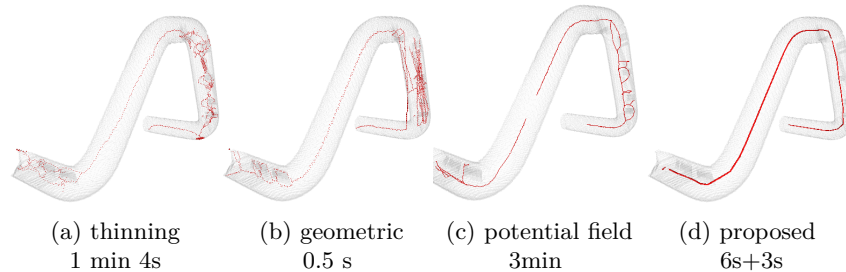 (a) thinning (b) geometric (c) potential field (d) proposed
1 min 4s 0.5 s 3min 6s+3s